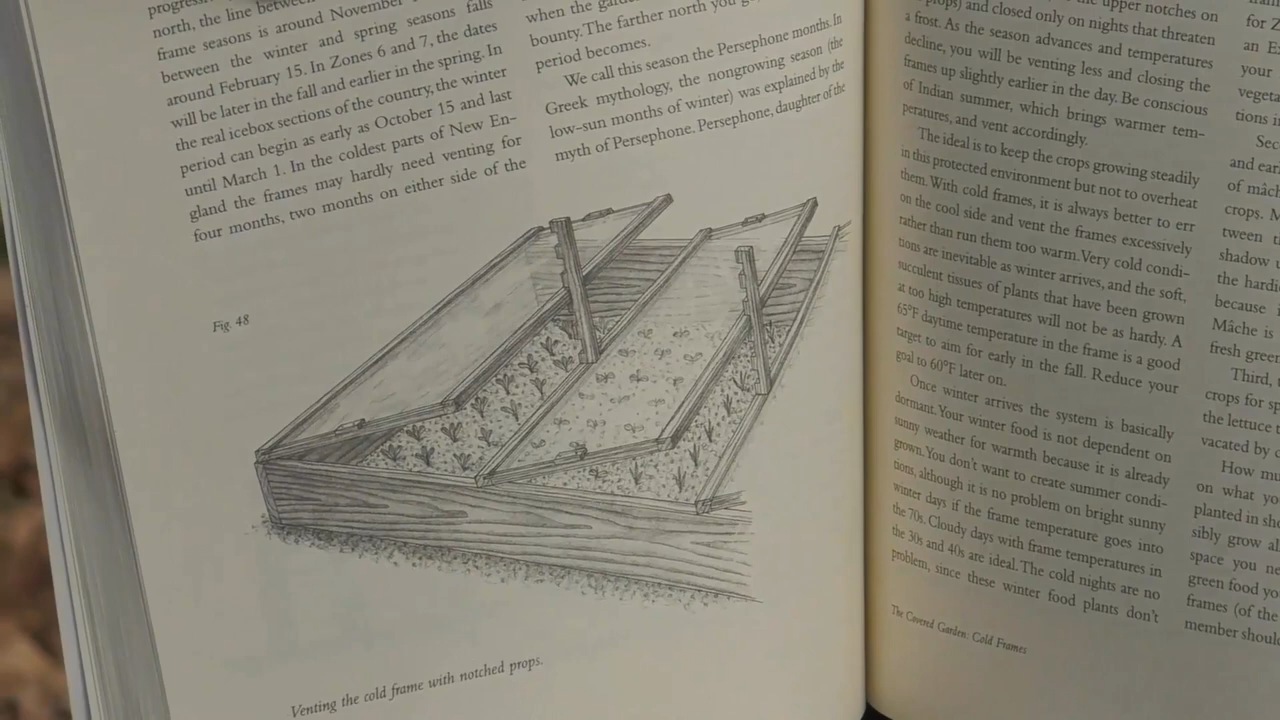 north, the line between
frame seasons is around November
between the winter and spring seasons falls
around February 15. In Zones 6 and 7, the dates
will be later in the fall and earlier in the spring. In
the real icebox sections of the country, the winter
period can begin as early as October 15 and last
until March 1. In the coldest parts of New En-
gland the frames may hardly need venting for
four months, two months on either side of the
when the
bounty. The farther north you
period becomes.
We call this season the Persephone months. In
Greek mythology, the nongrowing season (the
low-sun months of winter) was explained by the
myth of Persephone. Persephone, daughter of the
Fig. 48
Venting the cold frame with notched props.
upper notches on
props) and closed only on nights that threaten
a frost. As the season advances and temperatures
decline, you will be venting less and closing the
frames up slightly earlier in the day. Be conscious
of Indian summer, which brings warmer tem-
peratures, and vent accordingly.
The ideal is to keep the crops growing steadily
in this protected environment but not to overheat
them. With cold frames, it is always better to err
on the cool side and vent the frames excessively
rather than run them too warm. Very cold condi-
tions are inevitable as winter arrives, and the soft,
succulent tissues of plants that have been grown
at too high temperatures will not be as hardy. A
65°F daytime temperature in the frame is a good
target to aim for early in the fall. Reduce your
goal to 60°F later on.
Once winter arrives the system is basically
dormant. Your winter food is not dependent on
sunny weather for warmth because it is already
grown. You don't want to create summer condi-
tions, although it is no problem on bright sunny
winter days if the frame temperature goes into
the 70s. Cloudy days with frame temperatures in
the 30s and 40s are ideal. The cold nights are no
problem, since these winter food plants don't
The Covered Garden: Cold Frames
for Z
an
your
vegeta
tions i
Sec
and ear
of mâch
crops. M
tween t
shadow u
the hardi
because
Mâche is
fresh green
Third,
crops for sp
the lettuce t
vacated by c
How mu
on what yo
planted in sho
sibly grow al
space you ne
green food yo
frames (of the
member should